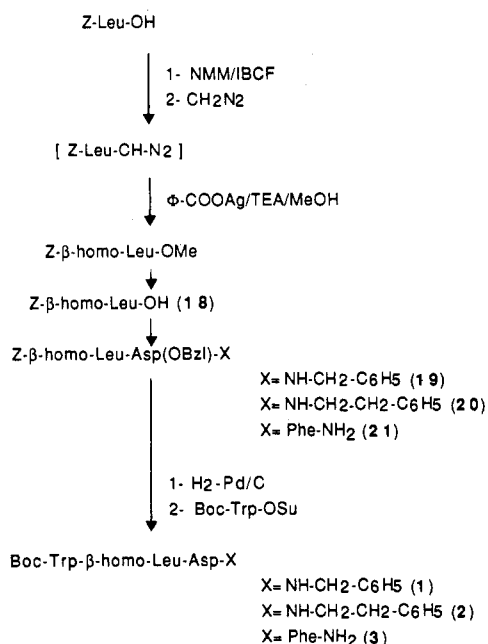 Z-Leu-OH
1- NMM/IBCF
2- CH2N2
[ Z-Leu-CH-N2 ]
Φ-COOAg/TEA/MeOH
Z-β-homo-Leu-OMe
Z-β-homo-Leu-OH (18)
Z-β-homo-Leu-Asp(OBzl)-X
X= NH-CH2-C6H5 (19)
X= NH-CH2-CH2-C6H5 (20)
X= Phe-NH2 (21)
1- H2-Pd/C
2- Boc-Trp-OSu
Boc-Trp-β-homo-Leu-Asp-X
X= NH-CH2-C6H5 (1)
X= NH-CH2-CH2-C6H5 (2)
X= Phe-NH2 (3)